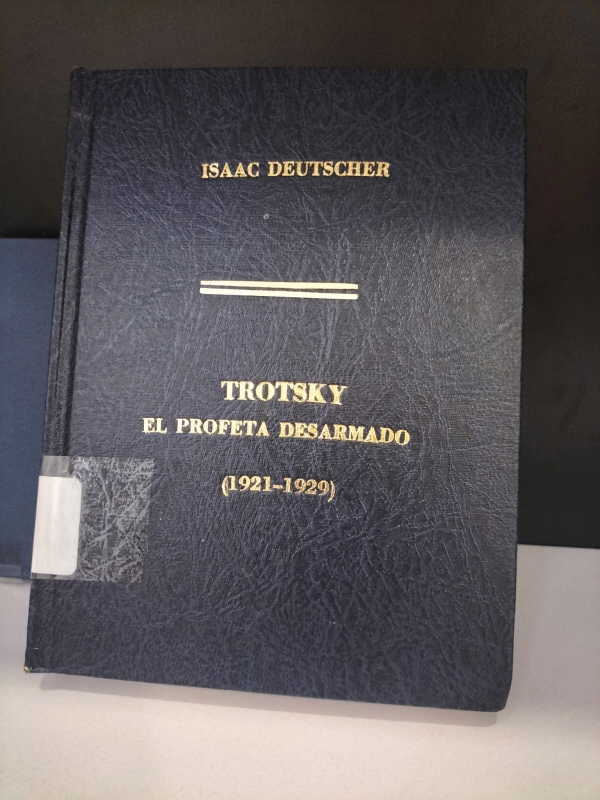 ISAAC DEUTSCHER
TROTSKY
EL PROFETA DESARMADO
(1921-1929)